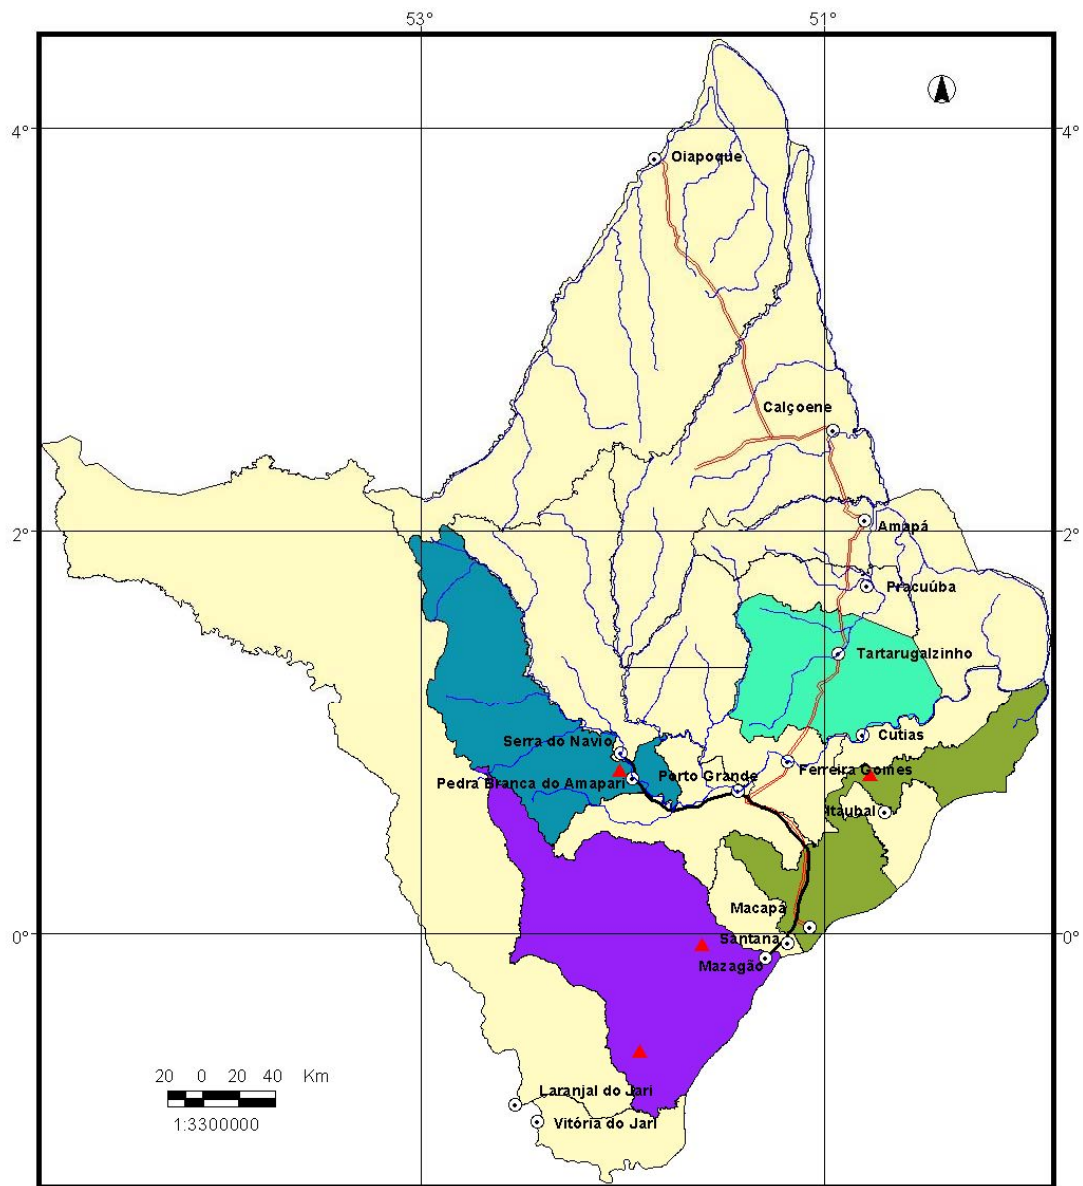 53° 51°
4° 4°
Oiapoque
Calçoene
2° 2°
Amapá
Pracuúba
Tartarugalzinho
Cutias
Serra do Navio
Ferreira Gomes
Pedra Branca do Amapari Porto Grande
Itaubal
Macapá
0° 0°
Santana
Mazagão
20 0 20 40 Km
Laranjal do Jari
1:3300000
Vitória do Jari